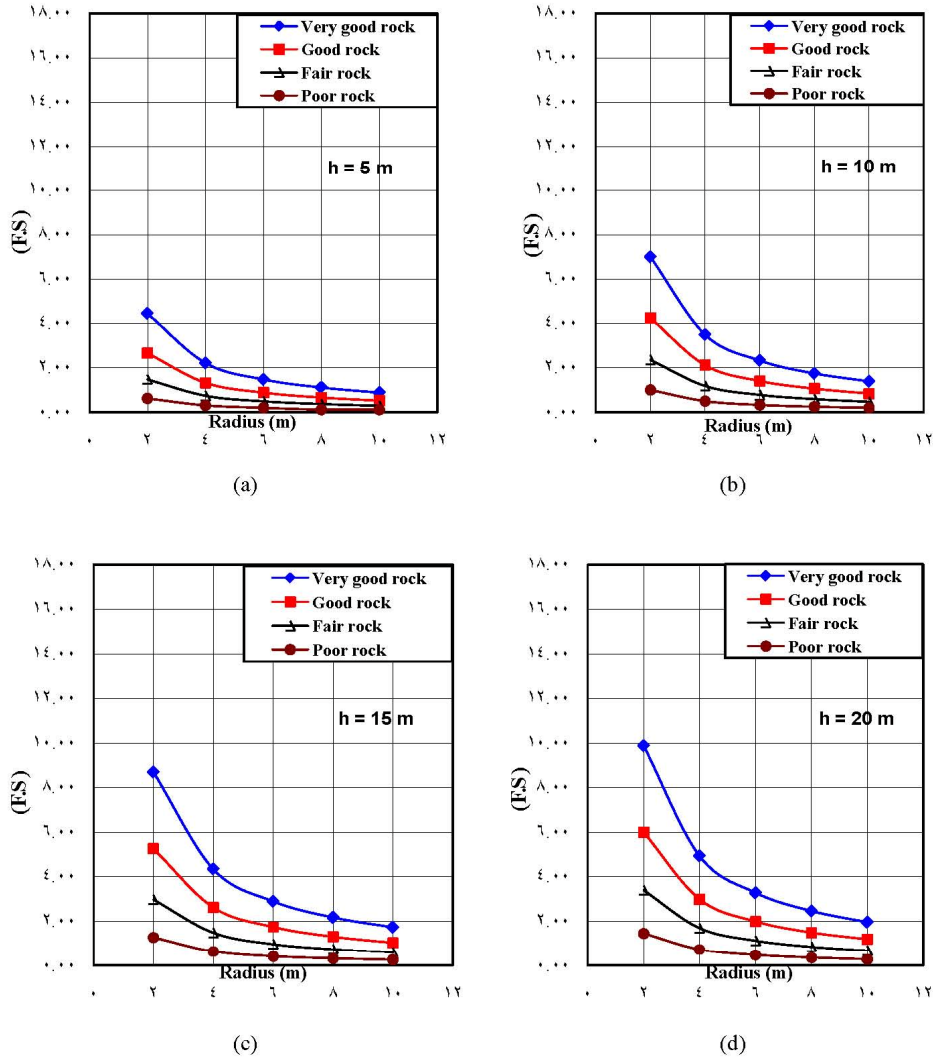 ١٨.٠٠
١٦.٠٠
١٤.٠٠
١٢.٠٠
١٠.٠٠
٨.٠٠
٦.٠٠
٤.٠٠
٢.٠٠
٠.٠٠
(F.S)
Very good rock
Good rock
Fair rock
Poor rock
h = 5 m
Radius (m)
٠ ٢ ٤ ٦ ٨ ١٠ ١٢
(a)
١٨.٠٠
١٦.٠٠
١٤.٠٠
١٢.٠٠
١٠.٠٠
٨.٠٠
٦.٠٠
٤.٠٠
٢.٠٠
٠.٠٠
(F.S)
Very good rock
Good rock
Fair rock
Poor rock
h = 10 m
Radius (m)
٠ ٢ ٤ ٦ ٨ ١٠ ١٢
(b)
١٨.٠٠
١٦.٠٠
١٤.٠٠
١٢.٠٠
١٠.٠٠
٨.٠٠
٦.٠٠
٤.٠٠
٢.٠٠
٠.٠٠
(F.S)
Very good rock
Good rock
Fair rock
Poor rock
h = 15 m
Radius (m)
٠ ٢ ٤ ٦ ٨ ١٠ ١٢
(c)
١٨.٠٠
١٦.٠٠
١٤.٠٠
١٢.٠٠
١٠.٠٠
٨.٠٠
٦.٠٠
٤.٠٠
٢.٠٠
٠.٠٠
(F.S)
Very good rock
Good rock
Fair rock
Poor rock
h = 20 m
Radius (m)
٠ ٢ ٤ ٦ ٨ ١٠ ١٢
(d)